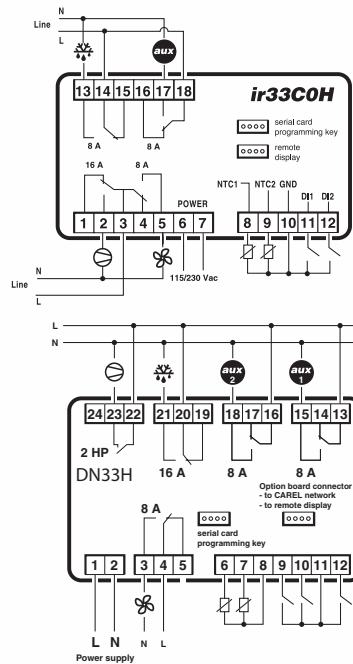 N
Line
L
aux
13 14 15 16 17 18
ir33C0H
8 A
8 A
serial card
programming key
remote
display
16 A
8 A
NTC1
NTC2 GND
DI1
DI2
POWER
1 2 3 4 5 6 7
8 9 10 11 12
N
Line
L
115/230 Vac
L
N
aux
2
aux
1
24 23 22
21 20 19
18 17 16
15 14 13
2 HP
DN33H
16 A
8 A
8 A
Option board connector
- to CAREL network
- to remote display
8 A
serial card
programming key
1 2
3 4 5
6 7 8 9 10 11 12
L N
N L
Power supply